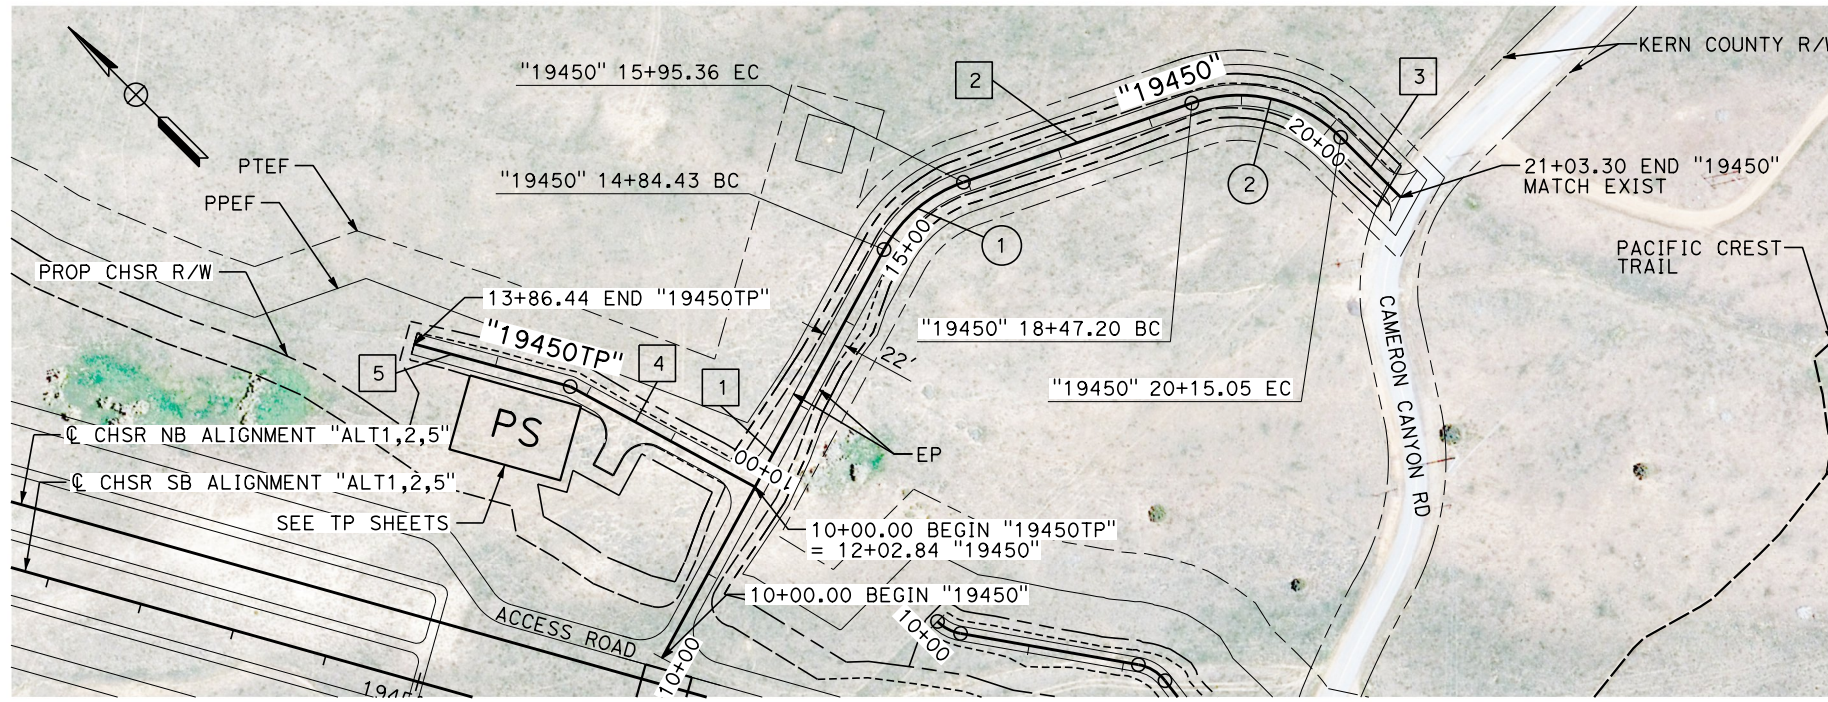 KERN COUNTY R/W
"19450" 15+95.36 EC
2
"19450"
3
PTEF
PPEF
"19450" 14+84.43 BC
20+00
2
21+03.30 END "19450"
MATCH EXIST
15+00
1
PACIFIC CREST
TRAIL
PROP CHSR R/W
13+86.44 END "19450TP"
"19450TP"
"19450" 18+47.20 BC
22'
5
4
1
"19450" 20+15.05 EC
CAMERON CANYON RD
PS
℄ CHSR NB ALIGNMENT "ALT1,2,5"
10+00
EP
℄ CHSR SB ALIGNMENT "ALT1,2,5"
SEE TP SHEETS
10+00.00 BEGIN "19450TP"
= 12+02.84 "19450"
10+00.00 BEGIN "19450"
ACCESS ROAD
10+00
10+00